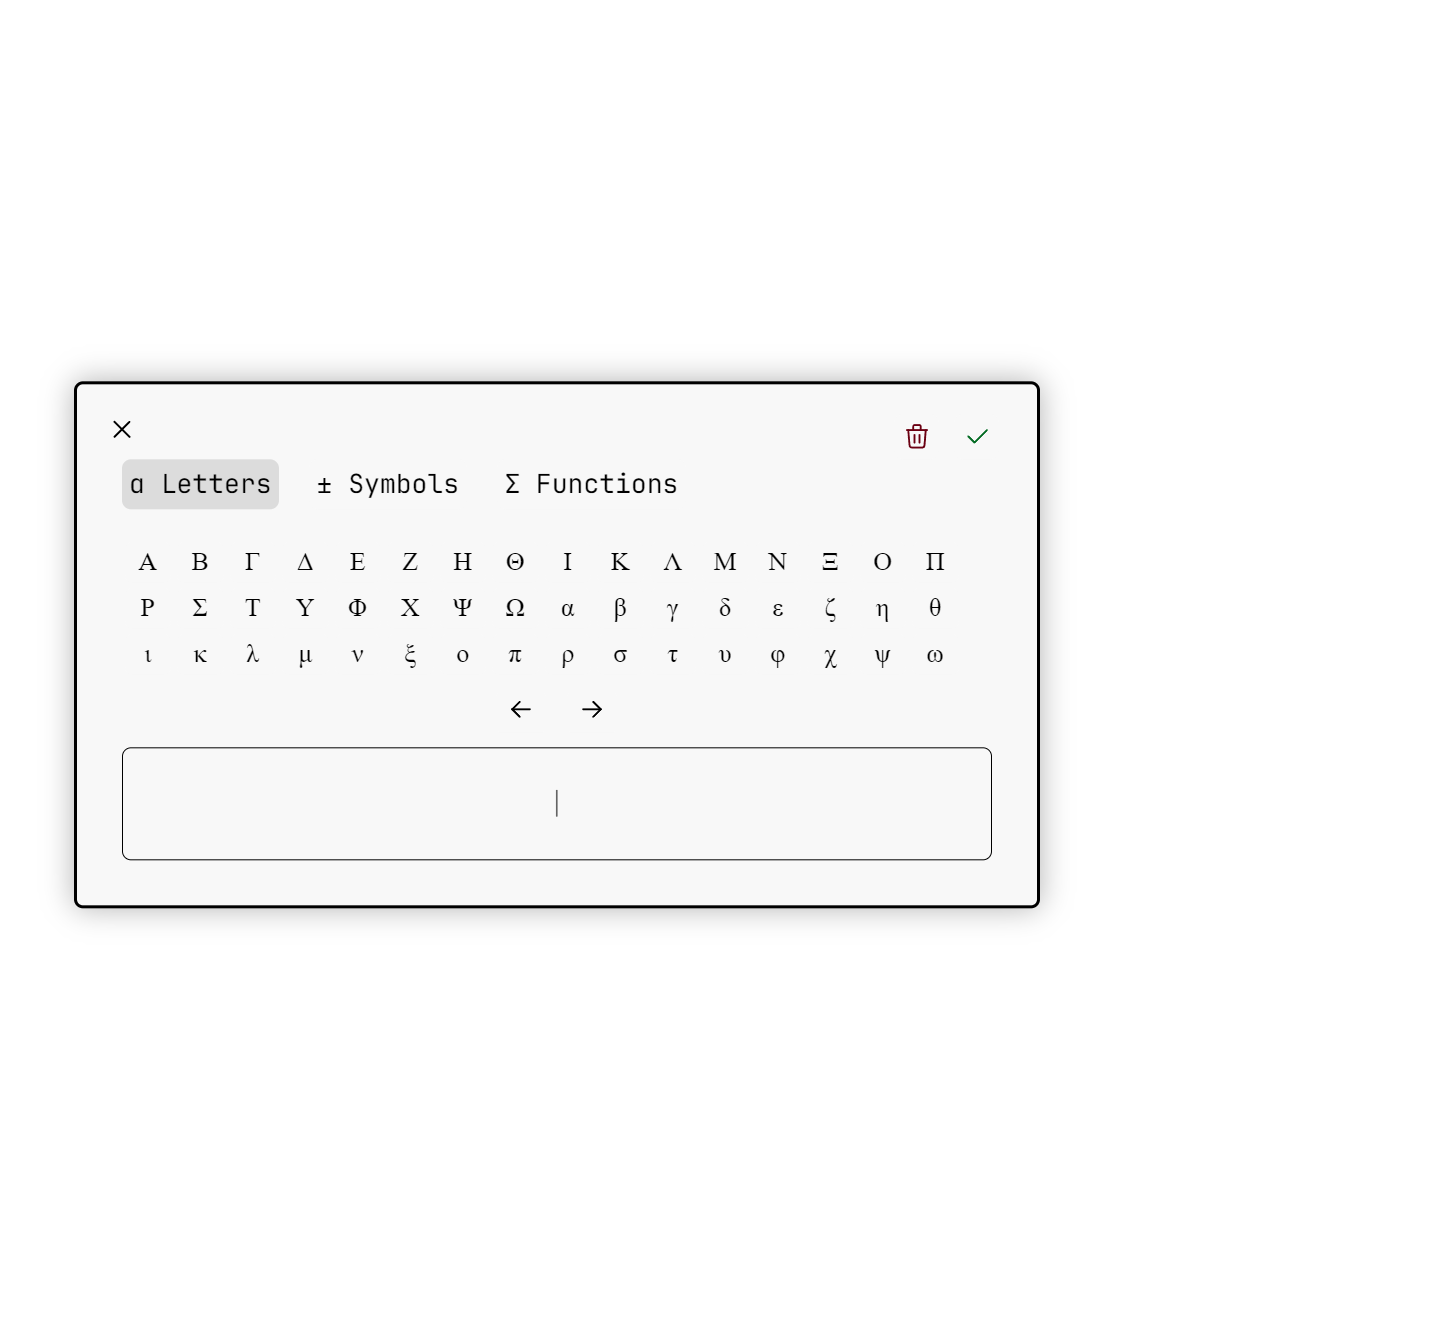 α Letters ± Symbols Σ Functions
Α Β Γ Δ Ε Ζ Η Θ Ι Κ Λ Μ Ν Ξ Ο Π
Ρ Σ Τ Υ Φ Χ Ψ Ω α β γ δ ε ζ η θ
ι κ λ μ ν ξ ο π ρ σ τ υ φ χ ψ ω